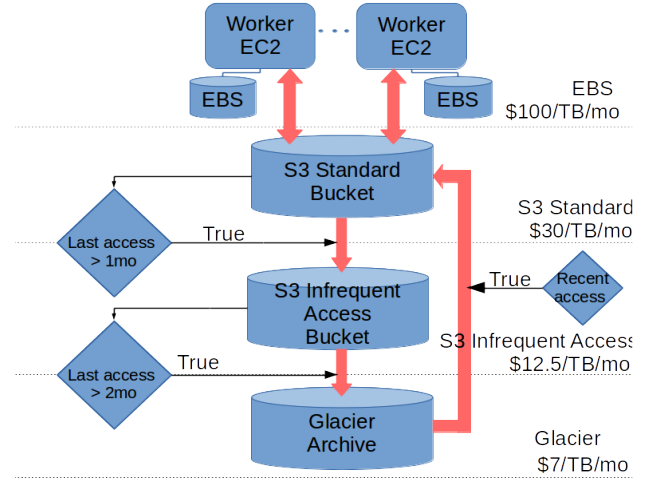 Worker
EC2
Worker
EC2
EBS
EBS
EBS
$100/TB/mo
S3 Standard
Bucket
S3 Standard
$30/TB/mo
Last access
> 1mo
True
True
Recent
access
S3 Infrequent
Access
Bucket
S3 Infrequent Access
$12.5/TB/mo
Last access
> 2mo
True
Glacier
Archive
Glacier
$7/TB/mo